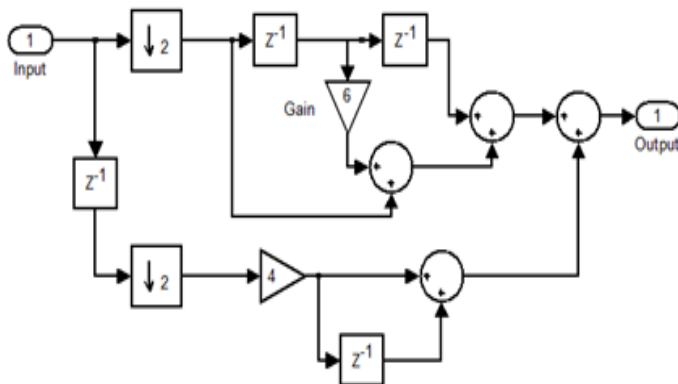 1
Input
↓ 2
Z⁻¹
Z⁻¹
6
Gain
+
+
+
+
+
+
1
Output
Z⁻¹
↓ 2
4
+
+
Z⁻¹